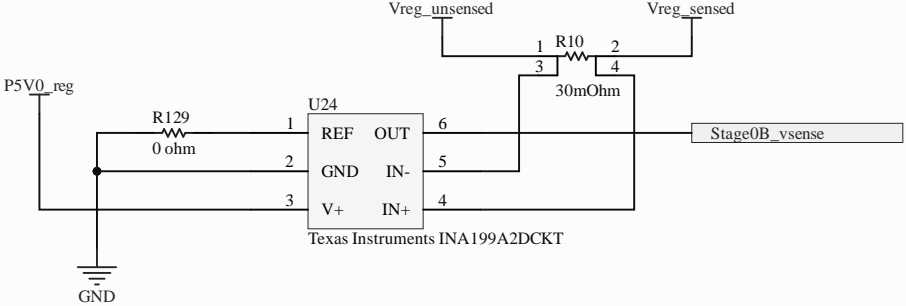 Vreg_unsensed
Vreg_sensed
1 R10 2
3 4
30mOhm
P5V0_reg
U24
R129
0 ohm
1 REF OUT 6
Stage0B_vsense
2 GND IN- 5
3 V+ IN+ 4
Texas Instruments INA199A2DCKT
GND